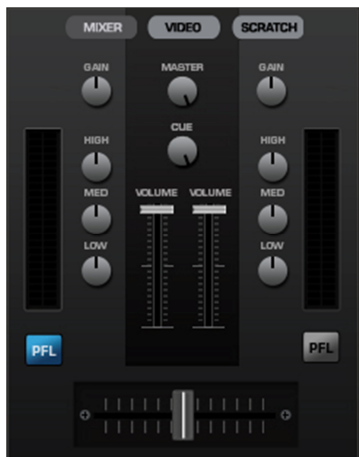 MIXER VIDEO SCRATCH
GAIN MASTER GAIN
CUE
HIGH HIGH
MED MED
VOLUME VOLUME
LOW LOW
PFL PFL